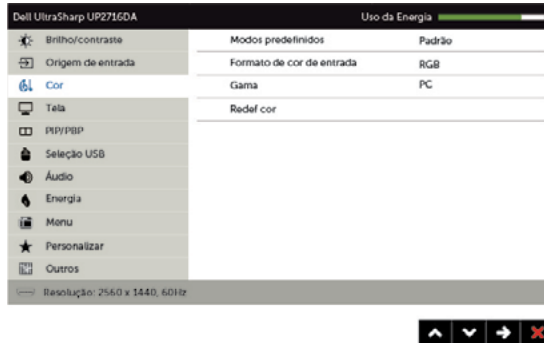 Dell UltraSharp UP2716DA Uso da Energia
Brilho/contraste
Origem de entrada
Cor
Tela
PIP/PBP
Seleção USB
Áudio
Energia
Menu
Personalizar
Outros
Modos predefinidos Padrão
Formato de cor de entrada RGB
Gama PC
Redef cor
Resolução: 2560 x 1440, 60Hz